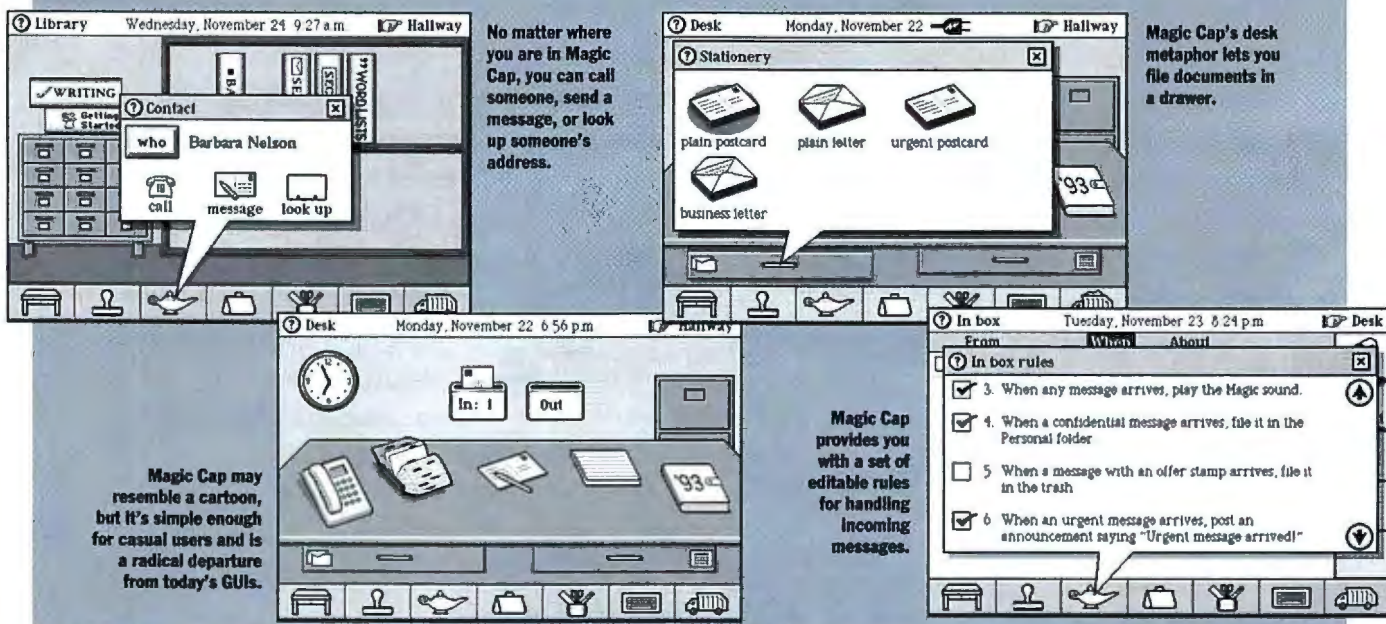 Library Wednesday, November 24 9:27 a.m. Hallway
WRITING
Getting
Started
BA
SE
SEC
WORDLISTS
Contact
who Barbara Nelson
call message look up
No matter where
you are in Magic
Cap, you can call
someone, send a
message, or look
up someone's
address.
Desk Monday, November 22 Hallway
Stationery
plain postcard plain letter urgent postcard
business letter
'93
Magic Cap's desk
metaphor lets you
file documents in
a drawer.
Desk Monday, November 22 6:56 p.m. Hallway
In: 1 Out
'93
Magic Cap may
resemble a cartoon,
but it's simple enough
for casual users and is
a radical departure
from today's GUIs.
In box Tuesday, November 23 8:24 p.m. Desk
From When About
In box rules
3. When any message arrives, play the Magic sound.
4. When a confidential message arrives, file it in the
Personal folder
5 When a message with an offer stamp arrives, file it
in the trash
6 When an urgent message arrives, post an
announcement saying "Urgent message arrived!"
Magic Cap
provides you
with a set of
editable rules
for handling
incoming
messages.